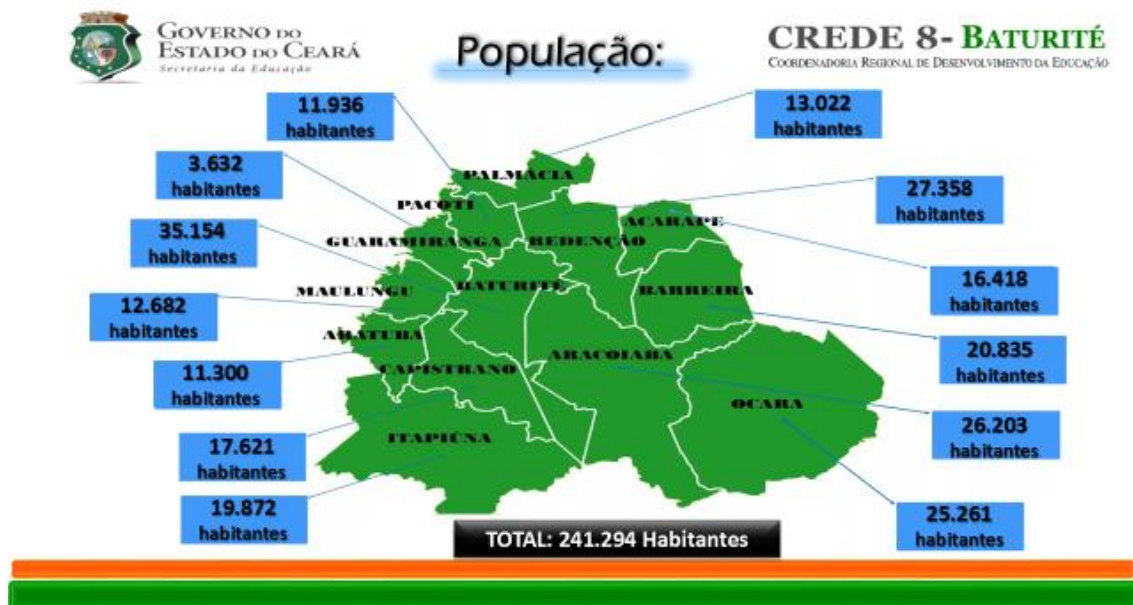 GOVERNO DO
ESTADO DO CEARÁ
Secretaria da Educação
População:
CREDE 8- BATURITÉ
COORDENADORIA REGIONAL DE DESENVOLVIMENTO DA EDUCAÇÃO
11.936
habitantes
13.022
habitantes
3.632
habitantes
27.358
habitantes
35.154
habitantes
16.418
habitantes
12.682
habitantes
20.835
habitantes
11.300
habitantes
26.203
habitantes
17.621
habitantes
19.872
habitantes
25.261
habitantes
PALMÁCIA
PACOTI
ACARAPE
GUARAMIRANGA
REDENÇÃO
BATURITÉ
MAULUNGU
BARREIRA
ARATUBA
ARACOIABA
CAPISTRANO
OCARA
ITAPIÚNA
TOTAL: 241.294 Habitantes